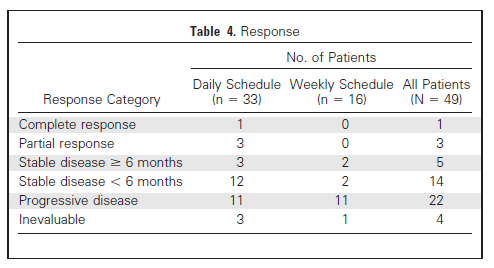 Table 4. Response
No. of Patients
Daily Schedule Weekly Schedule All Patients
Response Category (n = 33) (n = 16) (N = 49)
Complete response 1 0 1
Partial response 3 0 3
Stable disease ≥ 6 months 3 2 5
Stable disease < 6 months 12 2 14
Progressive disease 11 11 22
Inevaluable 3 1 4